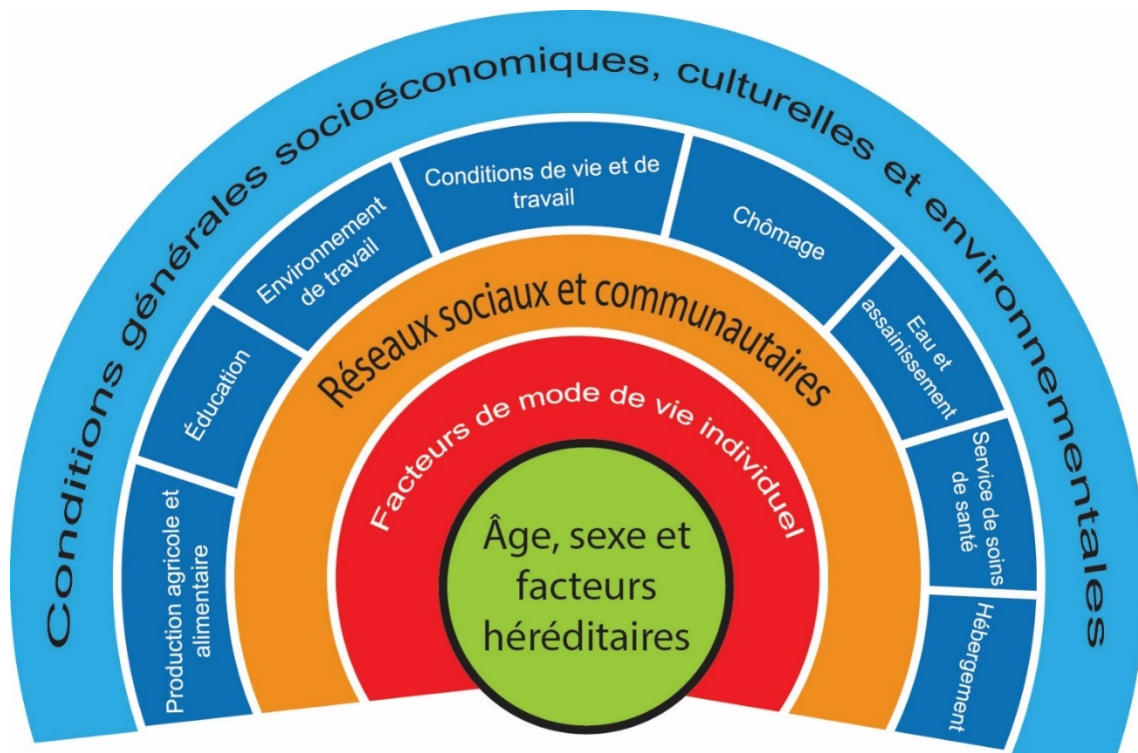 Conditions générales socioéconomiques, culturelles et environnementales
Production agricole et
alimentaire
Éducation
Environnement
de travail
Conditions de vie et de
travail
Chômage
Eau et
assainissement
Service de soins
de santé
Hébergement
Réseaux sociaux et communautaires
Facteurs de mode de vie individuel
Âge, sexe et
facteurs
héréditaires